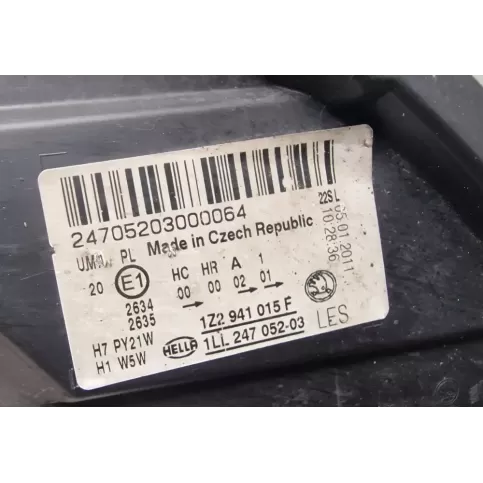 24705203000064
Made in Czech Republic
22SL
05.01.2011
10:28:36
PL HC HR A 1
20 E1 00 00 02 01
2634
2635
H7 PY21W
H1 W5W
HELLA
1Z2 941 015 F
1LL 247 052-03
LES